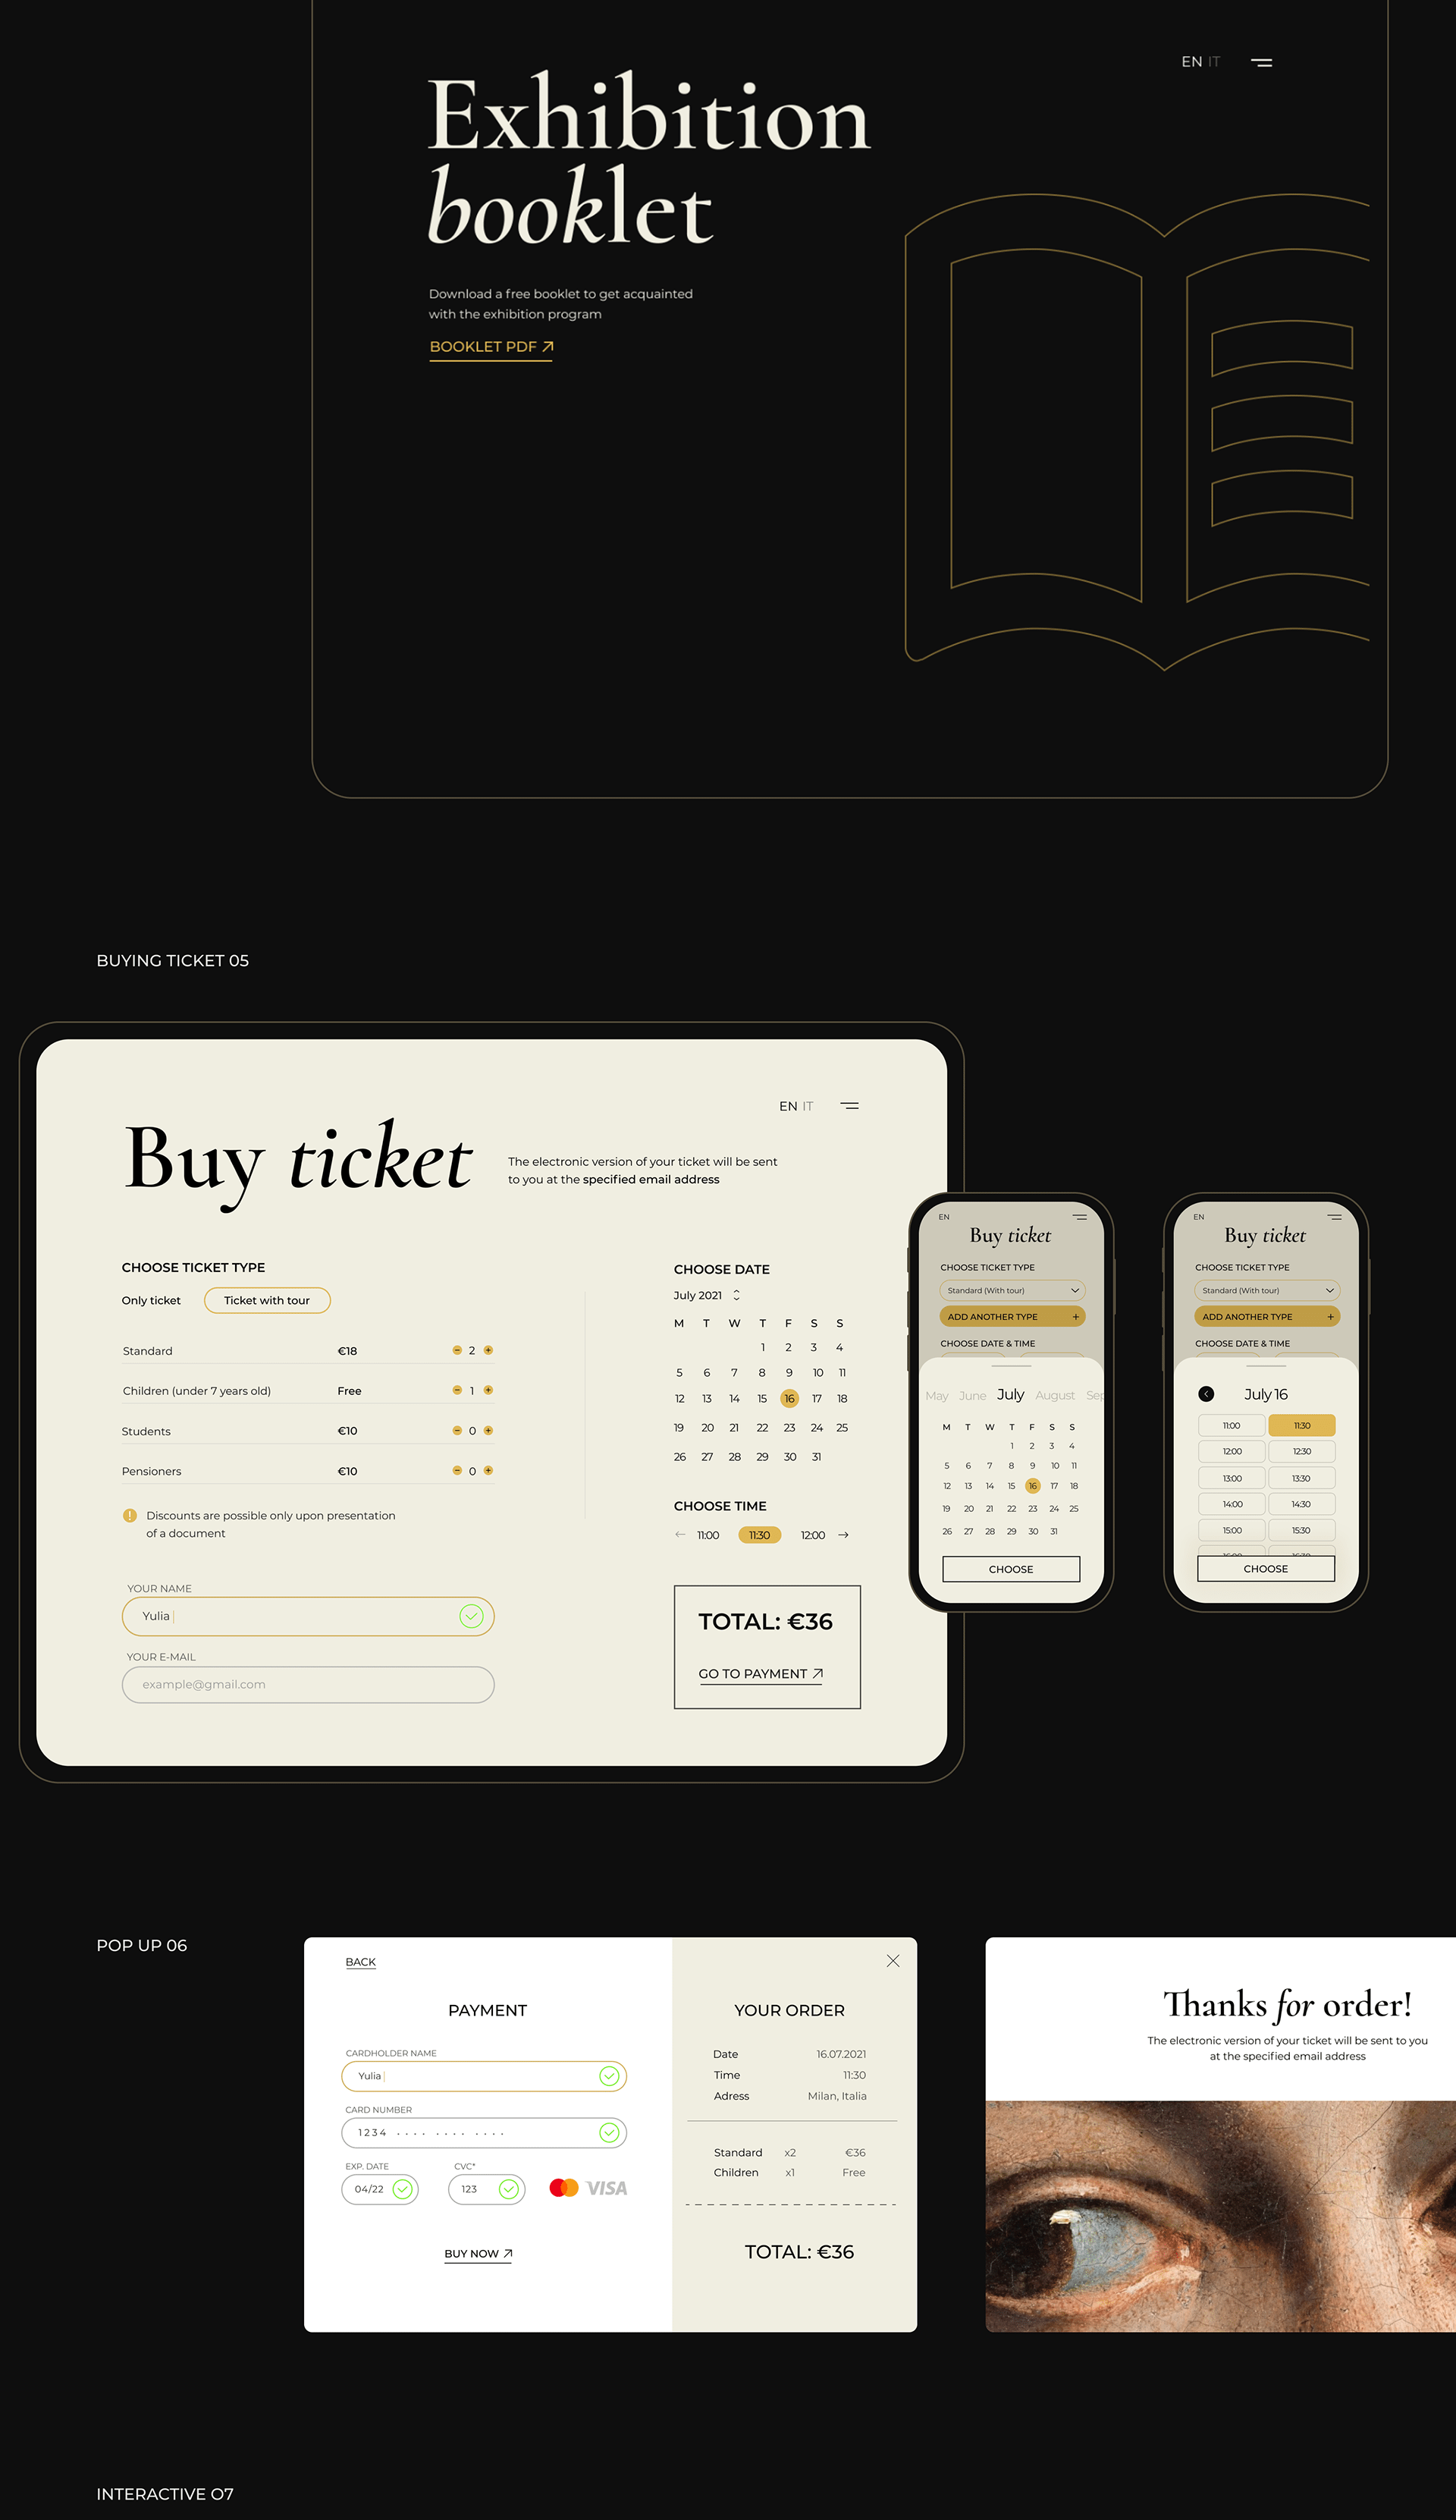 EN IT
Exhibition
booklet
Download a free booklet to get acquainted
with the exhibition program
BOOKLET PDF
BUYING TICKET 05
EN IT
Buy ticket
The electronic version of your ticket will be sent
to you at the specified email address
CHOOSE TICKET TYPE
Only ticket Ticket with tour
Standard €18 2
Children (under 7 years old) Free 1
Students €10 0
Pensioners €10 0
! Discounts are possible only upon presentation
of a document
YOUR NAME
Yulia
YOUR E-MAIL
example@gmail.com
CHOOSE DATE
July 2021
M T W T F S S
1 2 3 4
5 6 7 8 9 10 11
12 13 14 15 16 17 18
19 20 21 22 23 24 25
26 27 28 29 30 31
CHOOSE TIME
11:00 11:30 12:00
TOTAL: €36
GO TO PAYMENT
EN
Buy ticket
CHOOSE TICKET TYPE
Standard (With tour)
ADD ANOTHER TYPE +
CHOOSE DATE & TIME
May June July August Sep
M T W T F S S
1 2 3 4
5 6 7 8 9 10 11
12 13 14 15 16 17 18
19 20 21 22 23 24 25
26 27 28 29 30 31
CHOOSE
EN
Buy ticket
CHOOSE TICKET TYPE
Standard (With tour)
ADD ANOTHER TYPE +
CHOOSE DATE & TIME
July 16
11:00 11:30
12:00 12:30
13:00 13:30
14:00 14:30
15:00 15:30
CHOOSE
POP UP 06
BACK
PAYMENT
CARDHOLDER NAME
Yulia
CARD NUMBER
1234 .... .... ....
EXP. DATE CVC*
04/22 123 VISA
BUY NOW
YOUR ORDER
Date 16.07.2021
Time 11:30
Adress Milan, Italia
Standard x2 €36
Children x1 Free
TOTAL: €36
Thanks for order!
The electronic version of your ticket will be sent to you
at the specified email address
INTERACTIVE O7